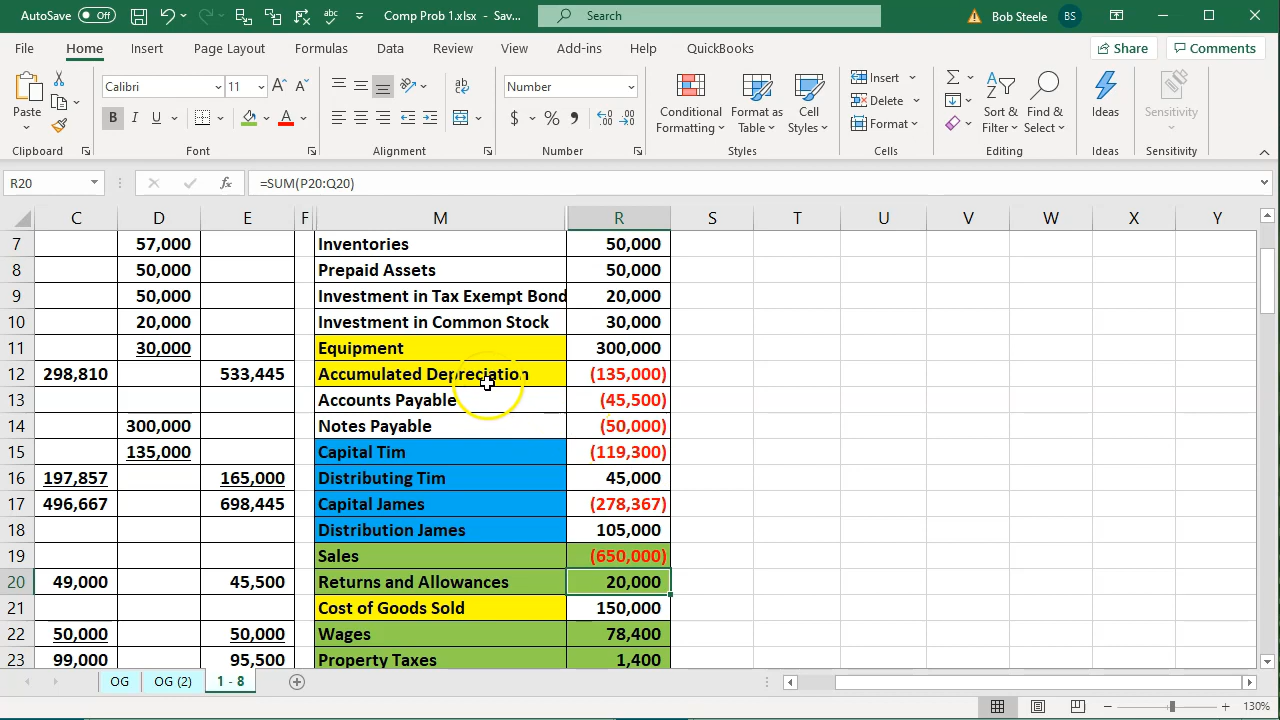 AutoSave Off abc Comp Prob 1.xlsx - Sav... Search Bob Steele BS
File Home Insert Page Layout Formulas Data Review View Add-ins Help QuickBooks Share Comments
Paste Calibri 11 A A ab Number Conditional Formatting Format as Table Cell Styles Insert Delete Format Sort & Filter Find & Select Ideas Sensitivity
B I U A $ % 9
Clipboard Font Alignment Number Styles Cells Editing Ideas Sensitivity
R20 fx =SUM(P20:Q20)
C D E F M R S T U V W X Y
7 57,000 Inventories 50,000
8 50,000 Prepaid Assets 50,000
9 50,000 Investment in Tax Exempt Bond 20,000
10 20,000 Investment in Common Stock 30,000
11 30,000 Equipment 300,000
12 298,810 533,445 Accumulated Depreciation (135,000)
13 Accounts Payable (45,500)
14 300,000 Notes Payable (50,000)
15 135,000 Capital Tim (119,300)
16 197,857 165,000 Distributing Tim 45,000
17 496,667 698,445 Capital James (278,367)
18 Distribution James 105,000
19 Sales (650,000)
20 49,000 45,500 Returns and Allowances 20,000
21 Cost of Goods Sold 150,000
22 50,000 50,000 Wages 78,400
23 99,000 95,500 Property Taxes 1,400
OG OG (2) 1 - 8
130%